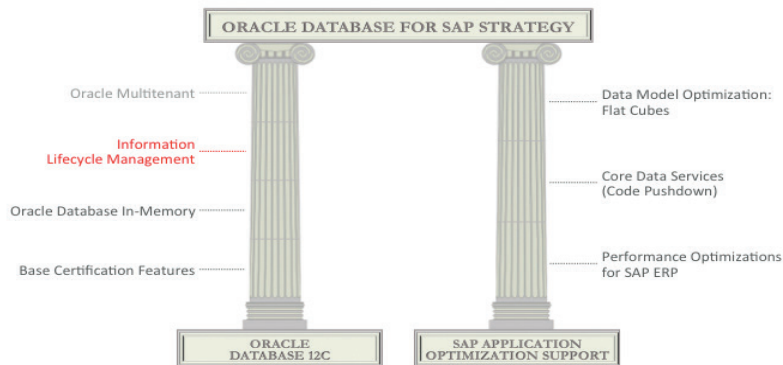 ORACLE DATABASE FOR SAP STRATEGY
Oracle Multitenant
Information
Lifecycle Management
Oracle Database In-Memory
Base Certification Features
Data Model Optimization:
Flat Cubes
Core Data Services
(Code Pushdown)
Performance Optimizations
for SAP ERP
ORACLE
DATABASE 12C
SAP APPLICATION
OPTIMIZATION SUPPORT